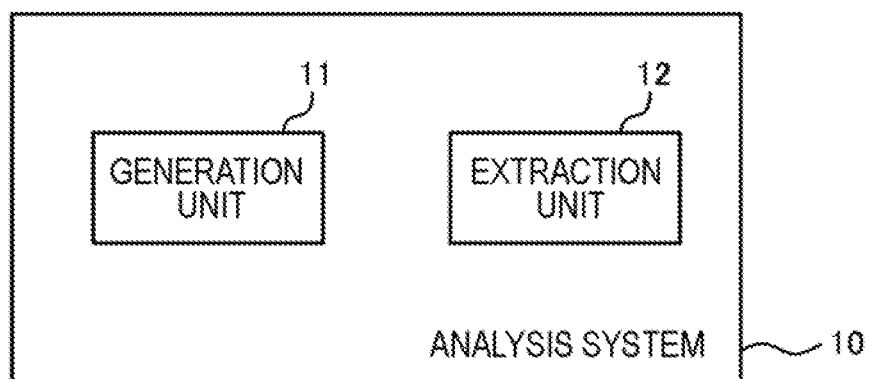 11
12
GENERATION
UNIT
EXTRACTION
UNIT
ANALYSIS SYSTEM
10